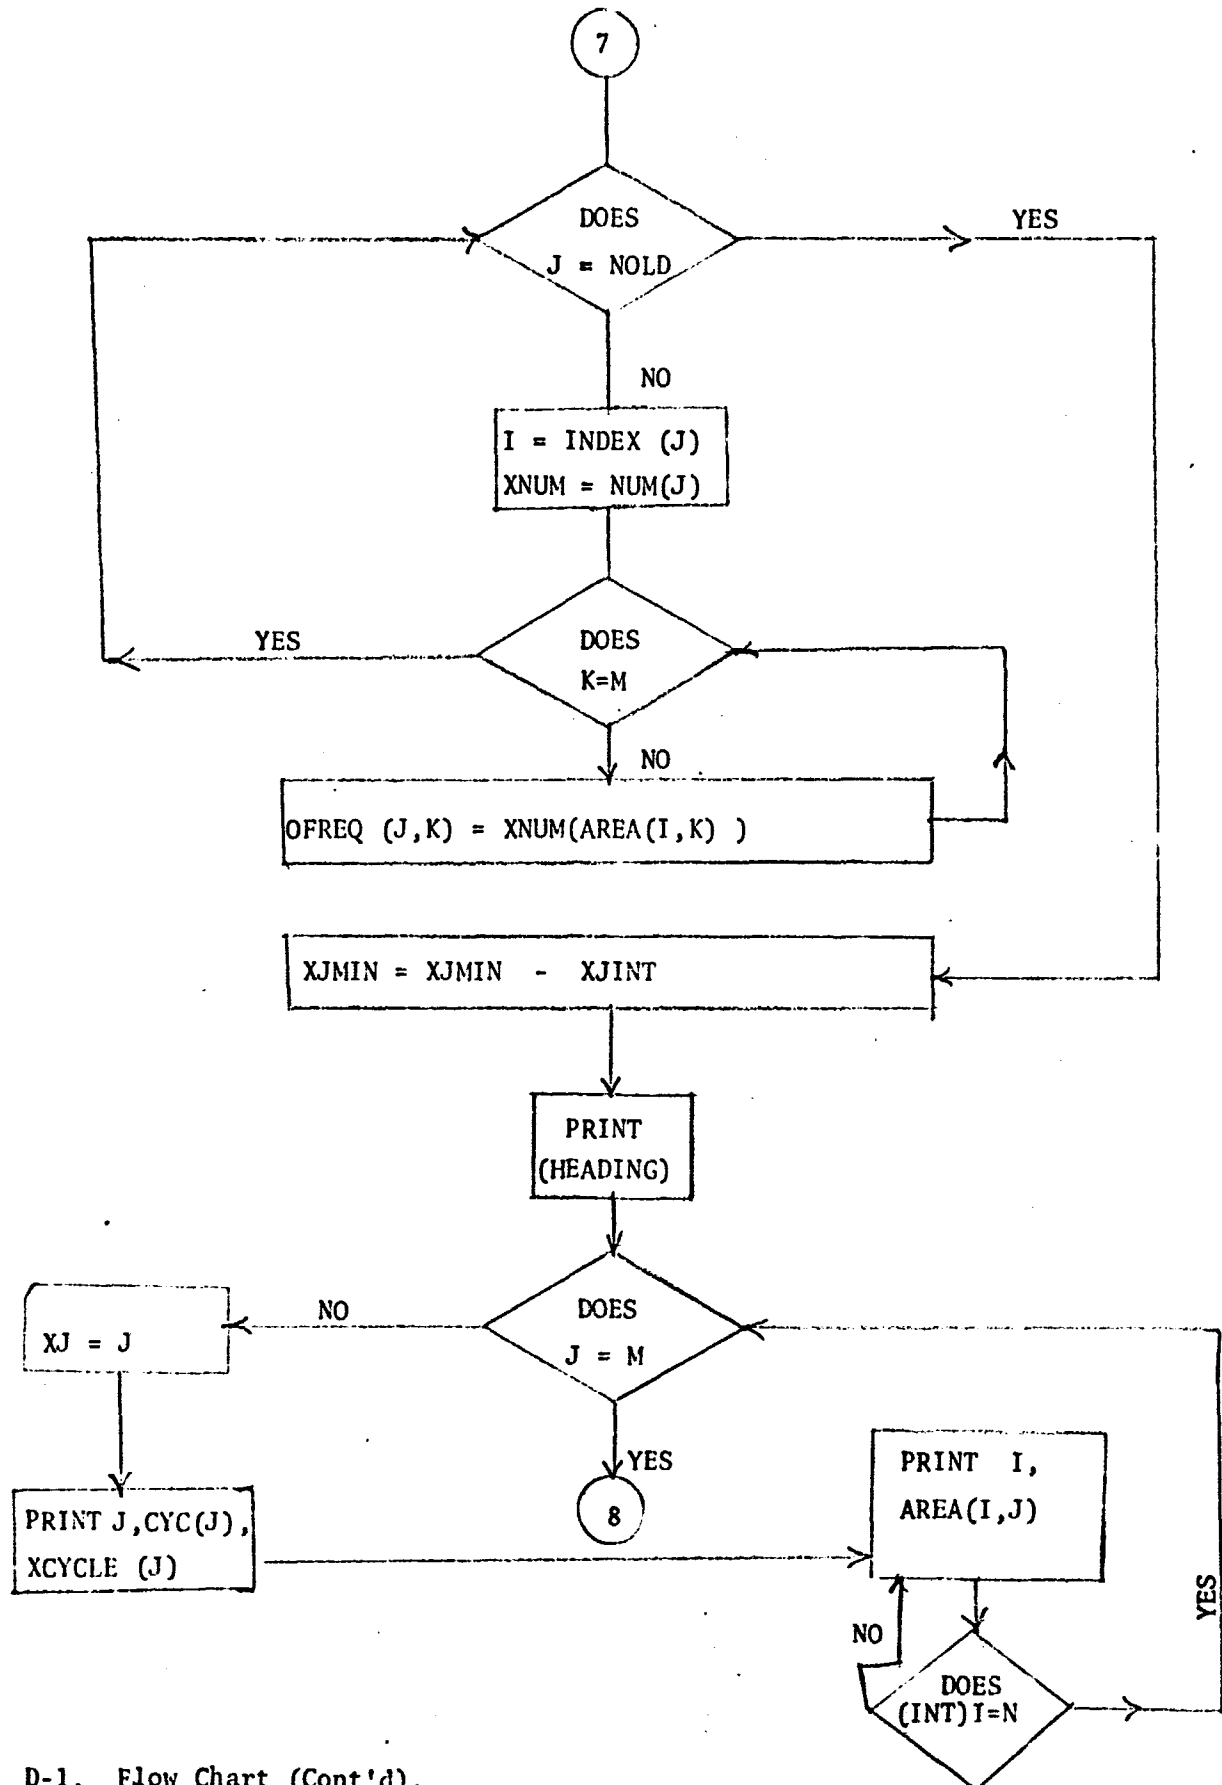 7
DOES
J = NOLD
YES
NO
I = INDEX (J)
XNUM = NUM(J)
DOES
K=M
YES
NO
OFREQ (J,K) = XNUM(AREA(I,K) )
XJMIN = XJMIN - XJINT
PRINT
(HEADING)
DOES
J = M
NO
XJ = J
YES
8
PRINT J,CYC(J),
XCYCLE (J)
PRINT I,
AREA(I,J)
NO
YES
DOES
(INT)I=N
D-1. Flow Chart (Cont'd).